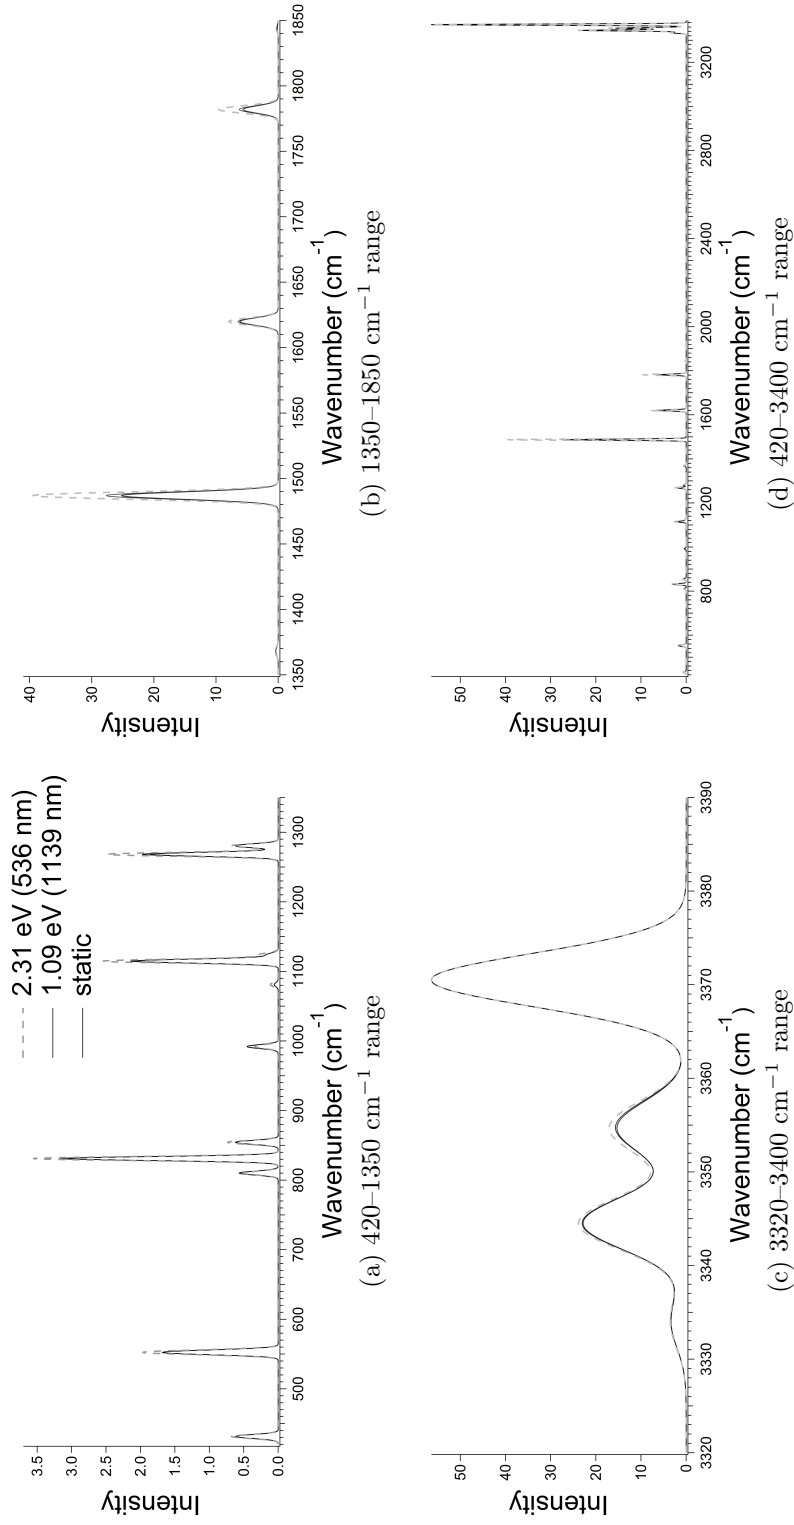 2.31 eV (536 nm)
1.09 eV (1139 nm)
static
Intensity
3.5
3.0
2.5
2.0
1.5
1.0
0.5
0.0
500 600 700 800 900 1000 1100 1200 1300
Wavenumber (cm⁻¹)
(a) 420–1350 cm⁻¹ range
Intensity
40
30
20
10
0
1350 1400 1450 1500 1550 1600 1650 1700 1750 1800 1850
Wavenumber (cm⁻¹)
(b) 1350–1850 cm⁻¹ range
Intensity
50
40
30
20
10
0
3320 3330 3340 3350 3360 3370 3380 3390
Wavenumber (cm⁻¹)
(c) 3320–3400 cm⁻¹ range
Intensity
50
40
30
20
10
0
800 1200 1600 2000 2400 2800 3200
Wavenumber (cm⁻¹)
(d) 420–3400 cm⁻¹ range